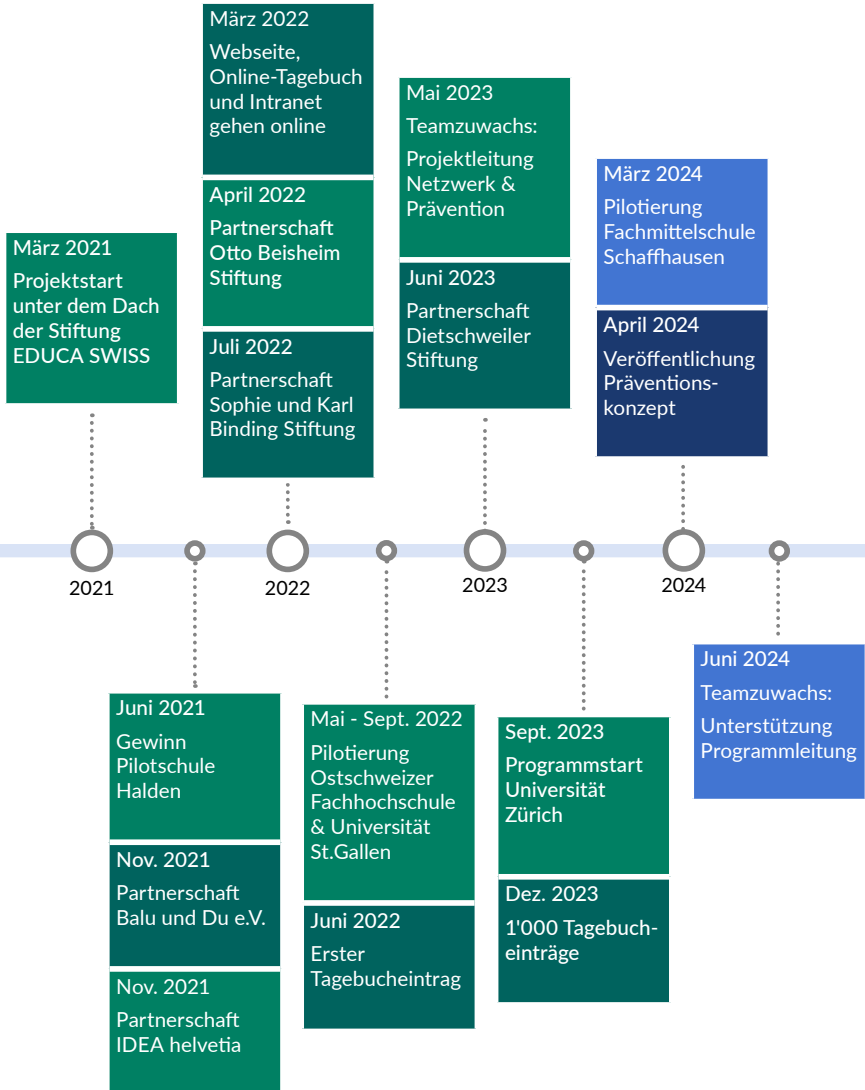 März 2021
Projektstart
unter dem Dach
der Stiftung
EDUCA SWISS
März 2022
Webseite,
Online-Tagebuch
und Intranet
gehen online
April 2022
Partnerschaft
Otto Beisheim
Stiftung
Juli 2022
Partnerschaft
Sophie und Karl
Binding Stiftung
Mai 2023
Teamzuwachs:
Projektleitung
Netzwerk &
Prävention
Juni 2023
Partnerschaft
Dietschweiler
Stiftung
März 2024
Pilotierung
Fachmittelschule
Schaffhausen
April 2024
Veröffentlichung
Präventions-
konzept
2021
2022
2023
2024
Juni 2021
Gewinn
Pilotschule
Halden
Nov. 2021
Partnerschaft
Balu und Du e.V.
Nov. 2021
Partnerschaft
IDEA helvetia
Mai - Sept. 2022
Pilotierung
Ostschweizer
Fachhochschule
& Universität
St.Gallen
Juni 2022
Erster
Tagebucheintrag
Sept. 2023
Programmstart
Universität
Zürich
Dez. 2023
1'000 Tagebuch-
einträge
Juni 2024
Teamzuwachs:
Unterstützung
Programmleitung